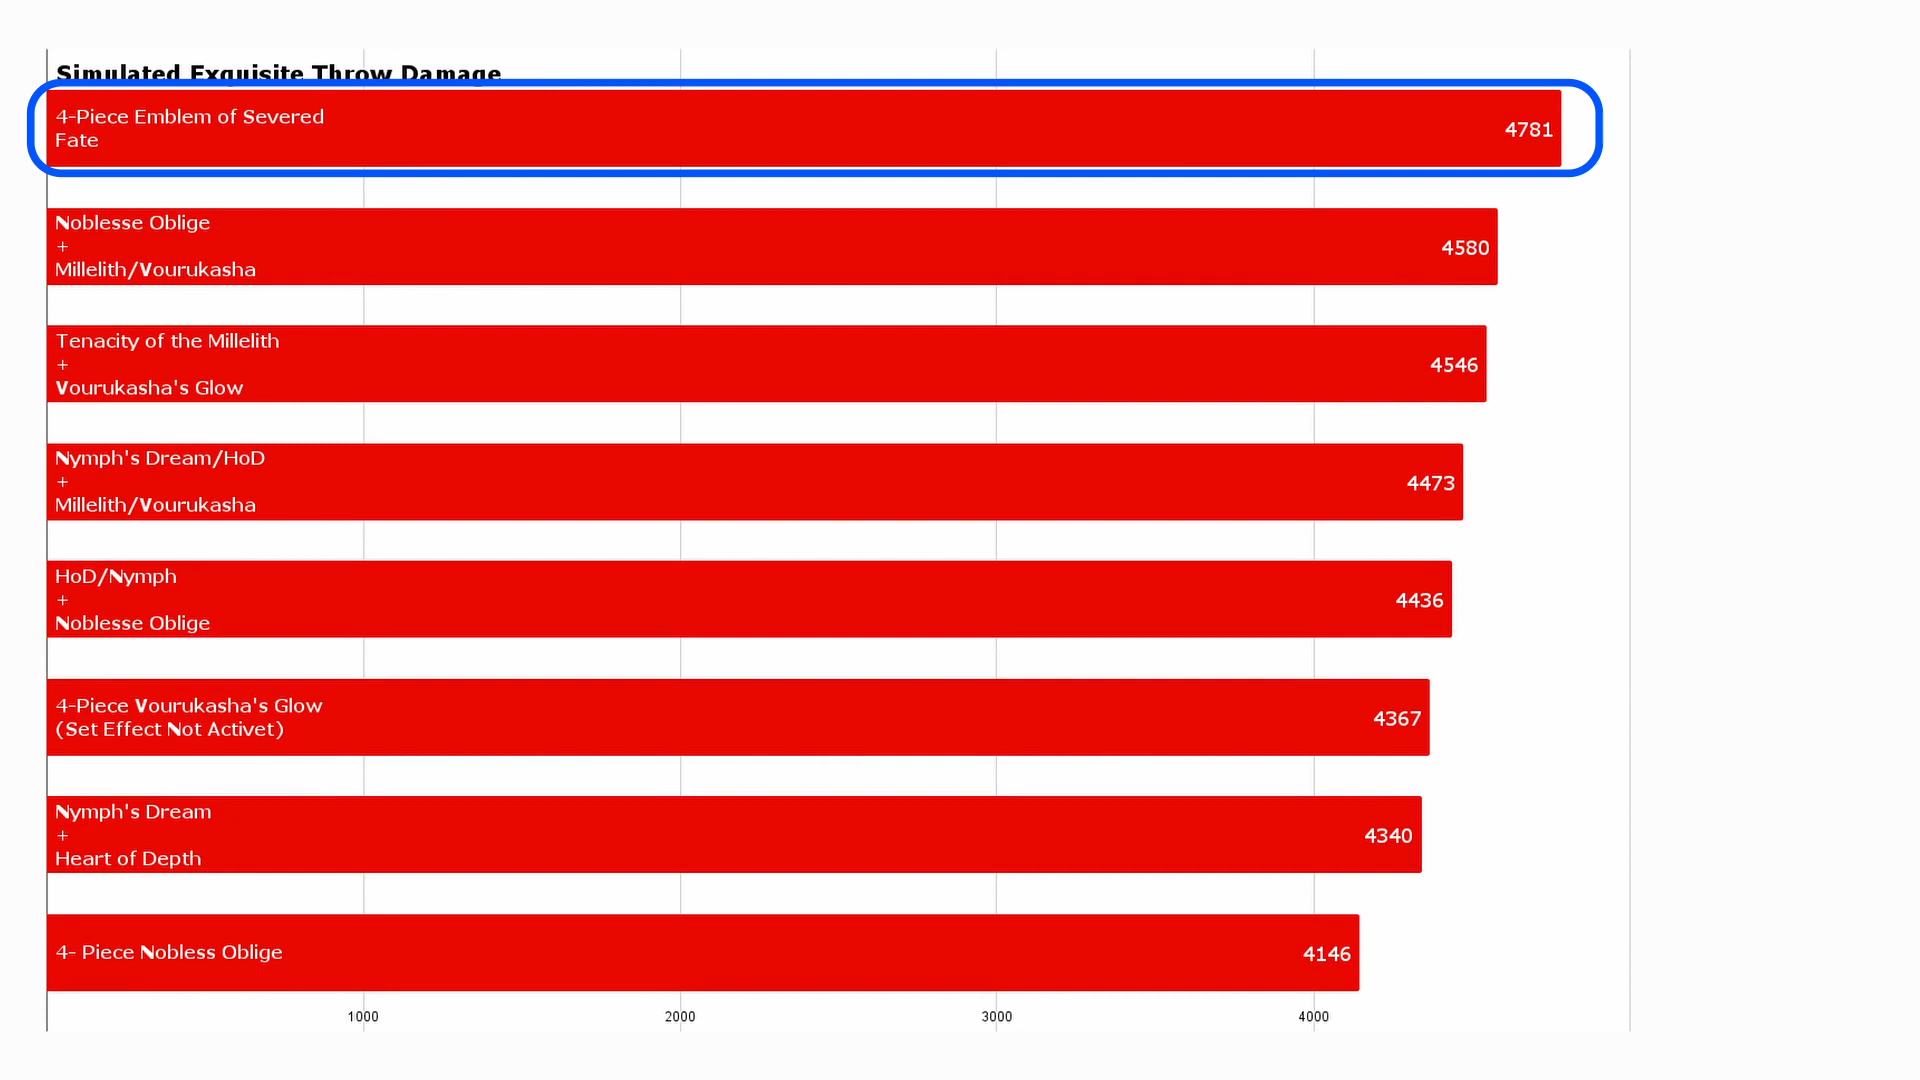 Simulated Exquisite Throw Damage
4-Piece Emblem of Severed
Fate
4781
Noblesse Oblige
+
Millelith/Vourukasha
4580
Tenacity of the Millelith
+
Vourukasha's Glow
4546
Nymph's Dream/HoD
+
Millelith/Vourukasha
4473
HoD/Nymph
+
Noblesse Oblige
4436
4-Piece Vourukasha's Glow
(Set Effect Not Activet)
4367
Nymph's Dream
+
Heart of Depth
4340
4- Piece Nobless Oblige
4146
1000 2000 3000 4000